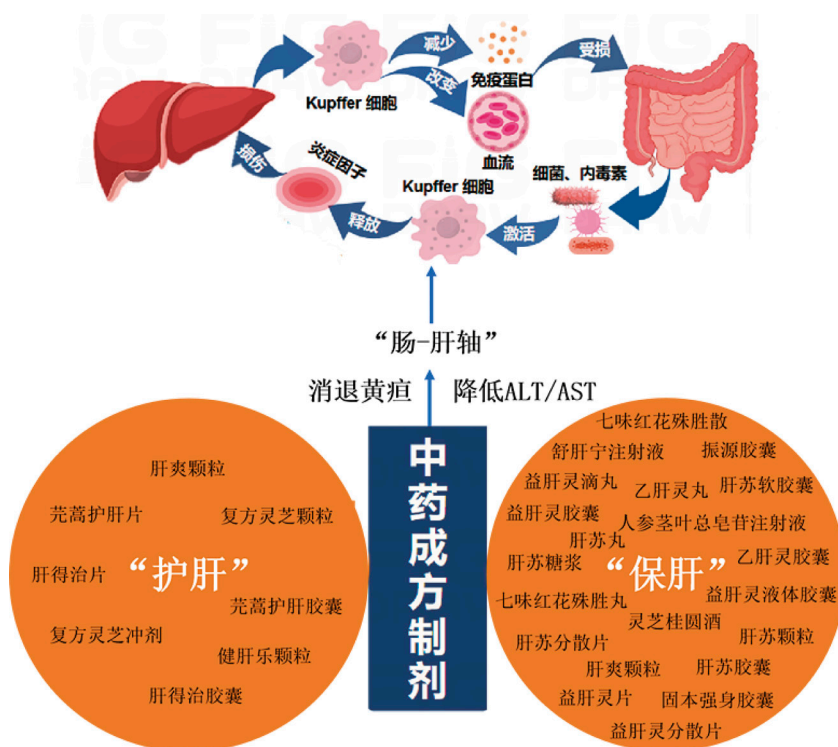 减少
受损
改变
免疫蛋白
Kupffer 细胞
血流
炎症因子
损伤
Kupffer 细胞
细菌、内毒素
释放
激活
“肠-肝轴”
消退黄疸 降低ALT/AST
中药成方制剂
肝爽颗粒
芫蒿护肝片
复方灵芝颗粒
肝得治片
“护肝”
芫蒿护肝胶囊
复方灵芝冲剂
健肝乐颗粒
肝得治胶囊
七味红花殊胜散
舒肝宁注射液
振源胶囊
益肝灵滴丸
乙肝灵丸
肝苏软胶囊
益肝灵胶囊
人参茎叶总皂苷注射液
肝苏丸
肝苏糖浆
“保肝”
乙肝灵胶囊
七味红花殊胜丸
益肝灵液体胶囊
灵芝桂圆酒
肝苏分散片
肝苏颗粒
肝爽颗粒
肝苏胶囊
益肝灵片
固本强身胶囊
益肝灵分散片